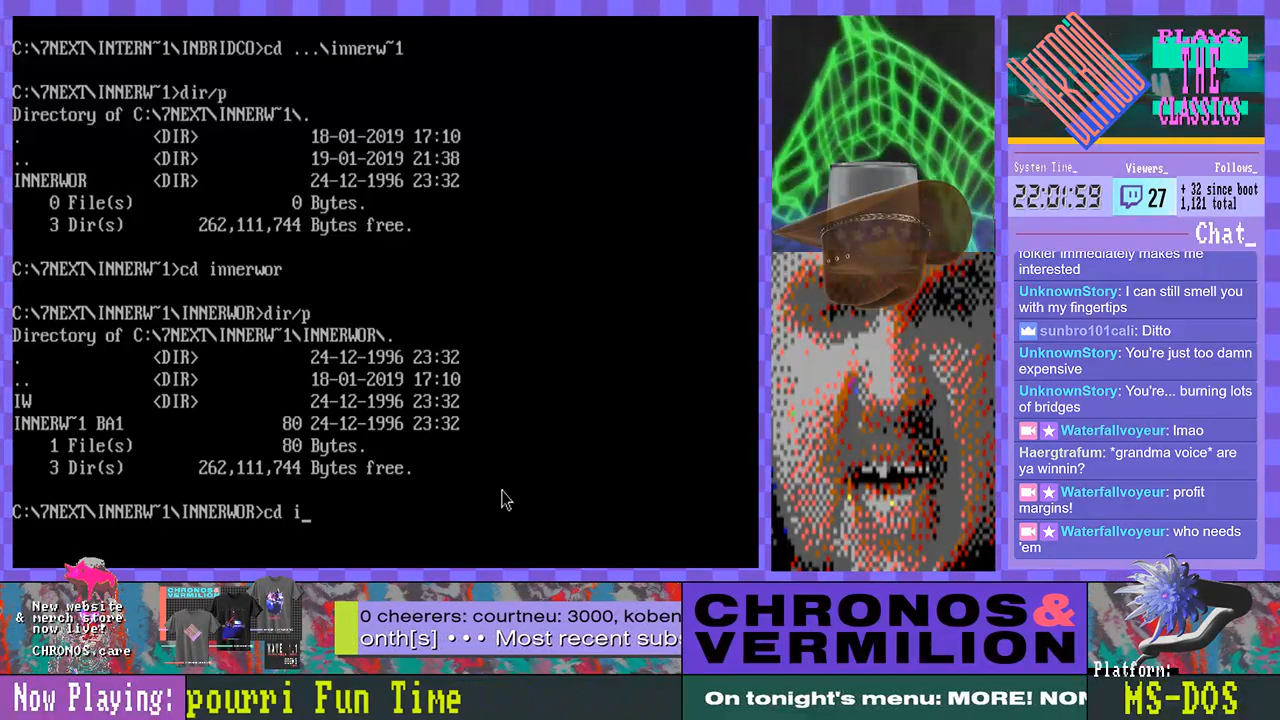 C:\7NEXT\INTERN~1\INBRIDCO>cd ...\innerw~1
C:\7NEXT\INNERW~1>dir/p
Directory of C:\7NEXT\INNERW~1\.
. <DIR> 18-01-2019 17:10
.. <DIR> 19-01-2019 21:38
INNERWOR <DIR> 24-12-1996 23:32
0 File(s) 0 Bytes.
3 Dir(s) 262,111,744 Bytes free.
C:\7NEXT\INNERW~1>cd innerwor
C:\7NEXT\INNERW~1\INNERWOR>dir/p
Directory of C:\7NEXT\INNERW~1\INNERWOR\.
. <DIR> 24-12-1996 23:32
.. <DIR> 18-01-2019 17:10
IW <DIR> 24-12-1996 23:32
INNERW~1 BA1 80 24-12-1996 23:32
1 File(s) 80 Bytes.
3 Dir(s) 262,111,744 Bytes free.
C:\7NEXT\INNERW~1\INNERWOR>cd i_
PLAYS
THE
CLASSICS
System Time_ Viewers_ Follows_
22:01:59 27 + 32 since boot
1,121 total
Chat_
folkier immediately makes me
interested
UnknownStory: I can still smell you
with my fingertips
sunbro101cali: Ditto
UnknownStory: You're just too damn
expensive
UnknownStory: You're... burning lots
of bridges
Waterfallvoyeur: lmao
Haergtrafum: *grandma voice* are
ya winnin?
Waterfallvoyeur: profit
margins!
Waterfallvoyeur: who needs
'em
New website
& merch store
now live!
CHRONOS.care
CHRONOS&
VERMILION
0 cheerers: courtneu: 3000, koben
onth[s] • • • Most recent subs
CHRONOS&
VERMILION
Platform:
MS-DOS
Now Playing: pourri Fun Time
On tonight's menu: MORE! NON